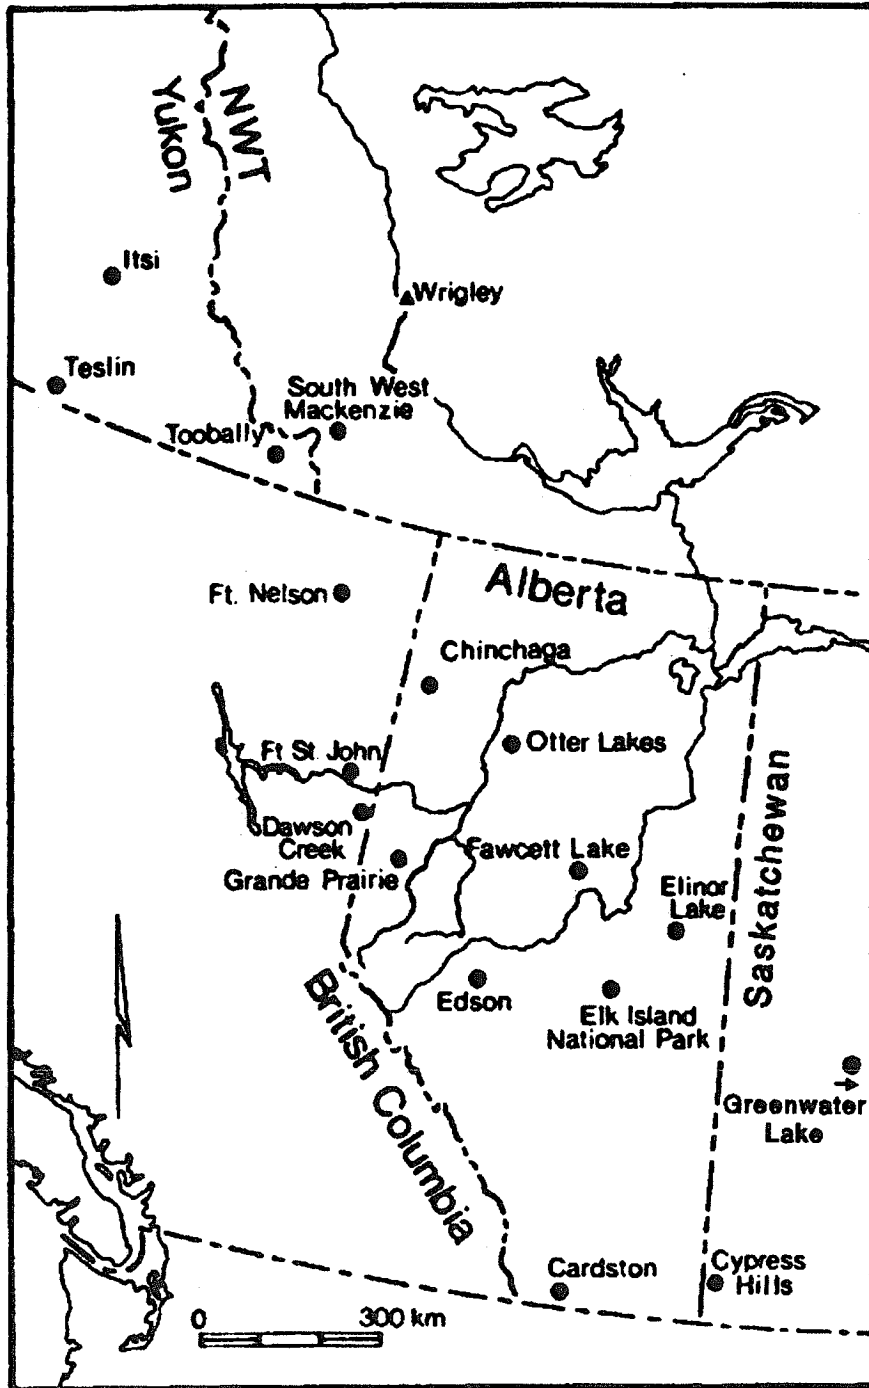 NWT
Yukon
Itsi
Wrigley
Teslin
South West
Mackenzie
Toobally
Alberta
Ft. Nelson
Chinchaga
Otter Lakes
Ft St John
Dawson
Creek
Fawcett Lake
Grande Prairie
Elinor
Lake
Saskatchewan
Edson
Elk Island
National Park
British Columbia
Greenwater
Lake
Cardston
Cypress
Hills
0 300 km